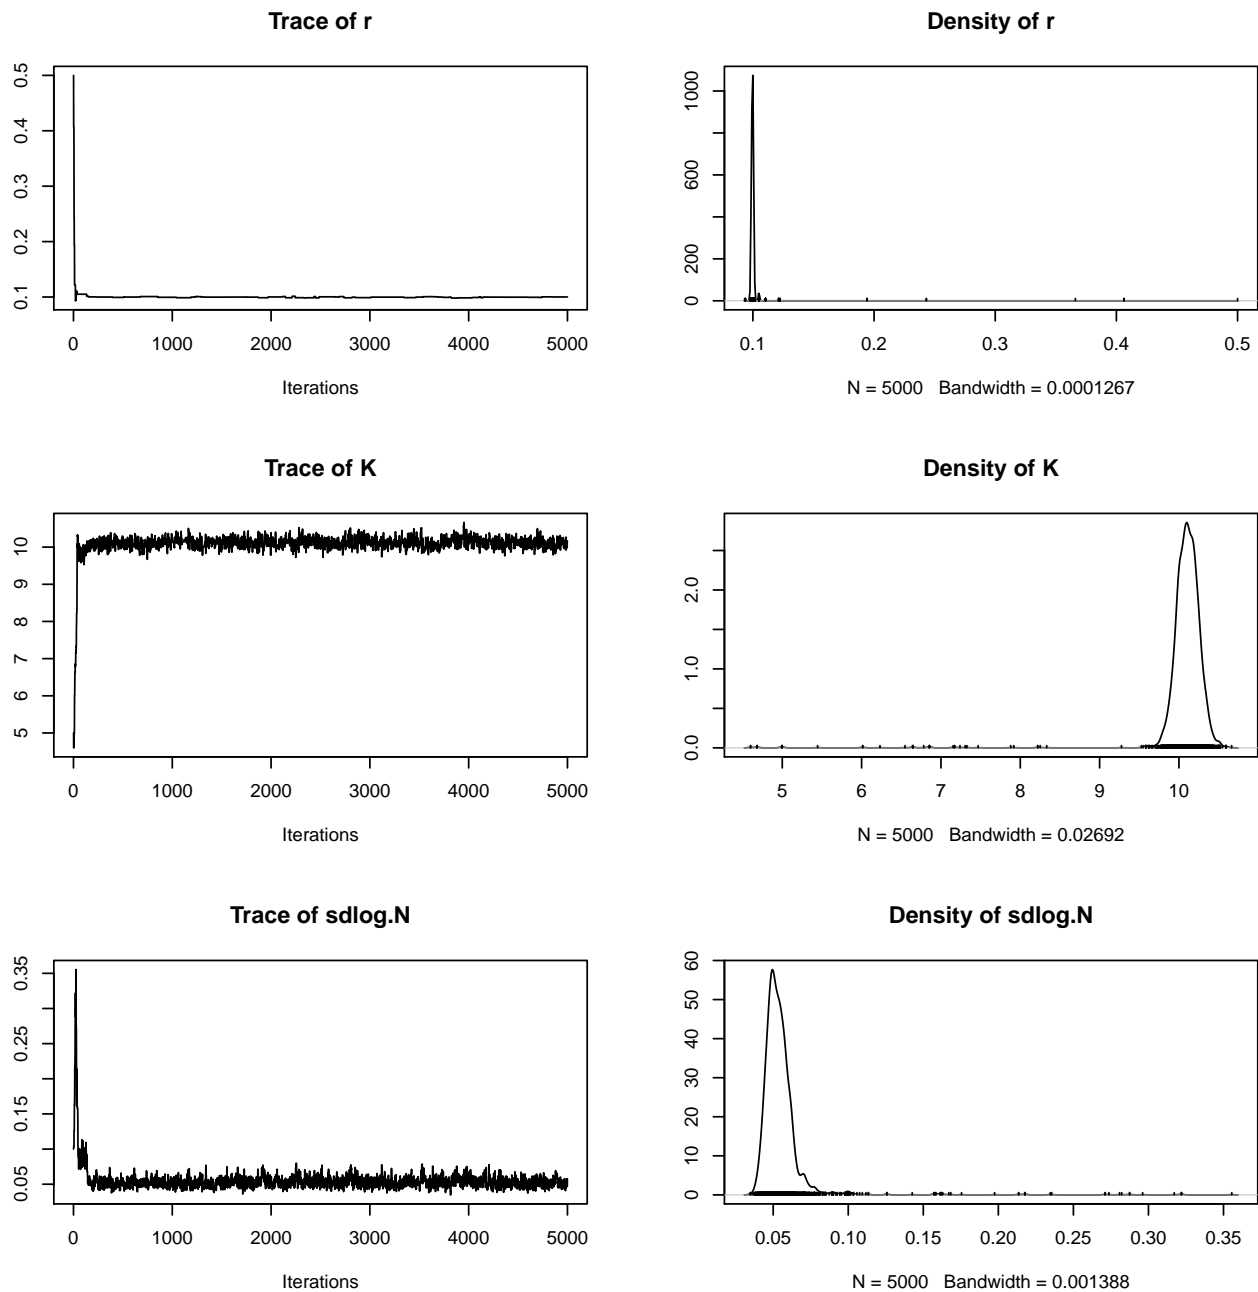 Trace of r
0.1 0.2 0.3 0.4 0.5
0 1000 2000 3000 4000 5000
Iterations
Density of r
0 200 600 1000
0.1 0.2 0.3 0.4 0.5
N = 5000 Bandwidth = 0.0001267
Trace of K
5 6 7 8 9 10
0 1000 2000 3000 4000 5000
Iterations
Density of K
0.0 1.0 2.0
5 6 7 8 9 10
N = 5000 Bandwidth = 0.02692
Trace of sdlog.N
0.05 0.15 0.25 0.35
0 1000 2000 3000 4000 5000
Iterations
Density of sdlog.N
0 10 20 30 40 50 60
0.05 0.10 0.15 0.20 0.25 0.30 0.35
N = 5000 Bandwidth = 0.001388